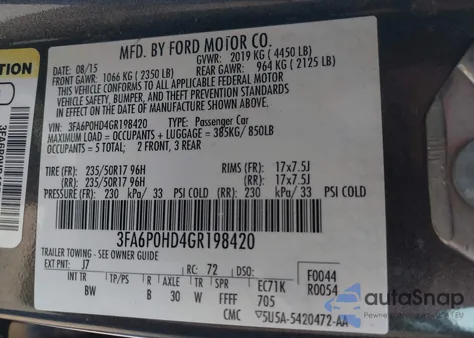 MFD. BY FORD MOTOR CO.
DATE: 08/15 GVWR: 2019 KG ( 4450 LB)
FRONT GAWR: 1066 KG ( 2350 LB) REAR GAWR: 964 KG ( 2125 LB)
THIS VEHICLE CONFORMS TO ALL APPLICABLE FEDERAL MOTOR
VEHICLE SAFETY, BUMPER, AND THEFT PREVENTION STANDARDS
IN EFFECT ON THE DATE OF MANUFACTURE SHOWN ABOVE.
VIN: 3FA6P0HD4GR198420 TYPE: Passenger Car
MAXIMUM LOAD = OCCUPANTS + LUGGAGE = 385KG/ 850LB
OCCUPANTS = 5 TOTAL: 2 FRONT, 3 REAR
TIRE (FR): 235/50R17 96H RIMS (FR): 17x7.5J
(RR): 235/50R17 96H (RR): 17x7.5J
PRESSURE (FR): 230 kPa/ 33 PSI COLD (RR): 230 kPa/ 33 PSI COLD
3FA6P0HD4GR198420
TRAILER TOWING - SEE OWNER GUIDE
EXT PNT: J7 RC: 72 DSO: F0044
INT TR TP/PS R AXLE TR SPR EC71K R0054
BW B 30 W FFFF 705
CMC 5U5A-5420472-AA
autoSnap